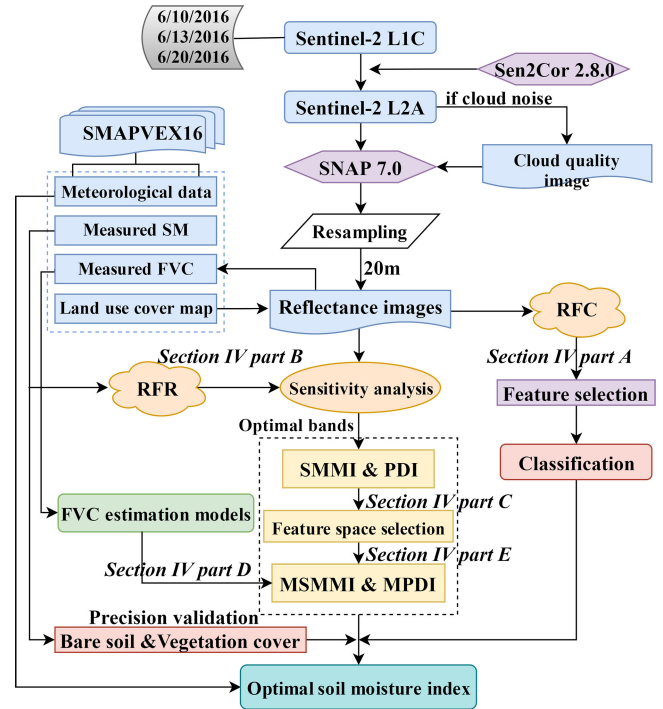 6/10/2016
6/13/2016
6/20/2016
Sentinel-2 L1C
Sen2Cor 2.8.0
Sentinel-2 L2A
if cloud noise
SMAPVEX16
SNAP 7.0
Cloud quality
image
Meteorological data
Measured SM
Resampling
Measured FVC
20m
Land use cover map
Reflectance images
RFC
Section IV part B
Section IV part A
RFR
Sensitivity analysis
Feature selection
Optimal bands
SMMI & PDI
Classification
Section IV part C
FVC estimation models
Feature space selection
Section IV part E
Section IV part D
MSMMI & MPDI
Precision validation
Bare soil &Vegetation cover
Optimal soil moisture index